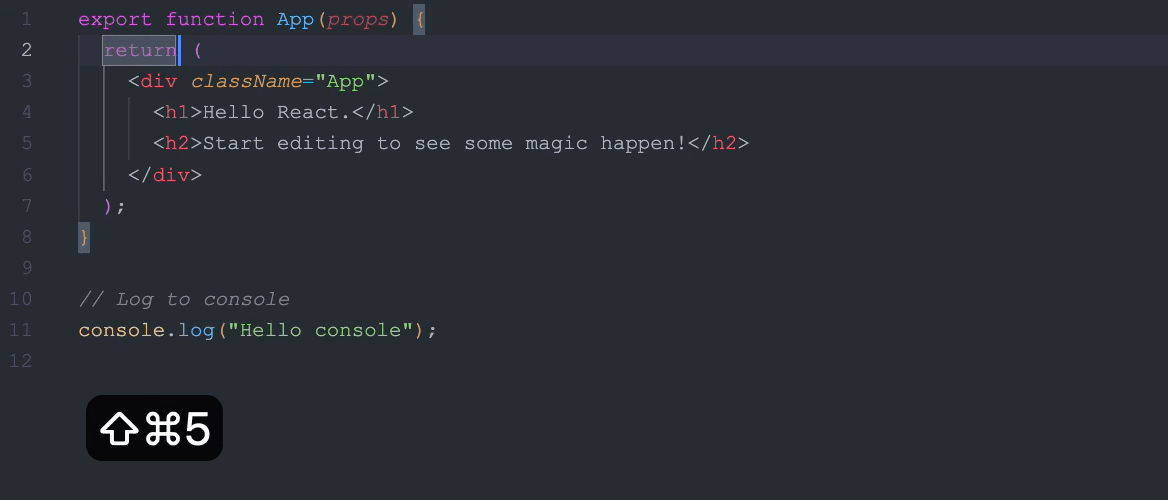 1 export function App(props) {
2   return (
3     <div className="App">
4       <h1>Hello React.</h1>
5       <h2>Start editing to see some magic happen!</h2>
6     </div>
7   );
8 }
9
10 // Log to console
11 console.log("Hello console");
12
⇧⌘5